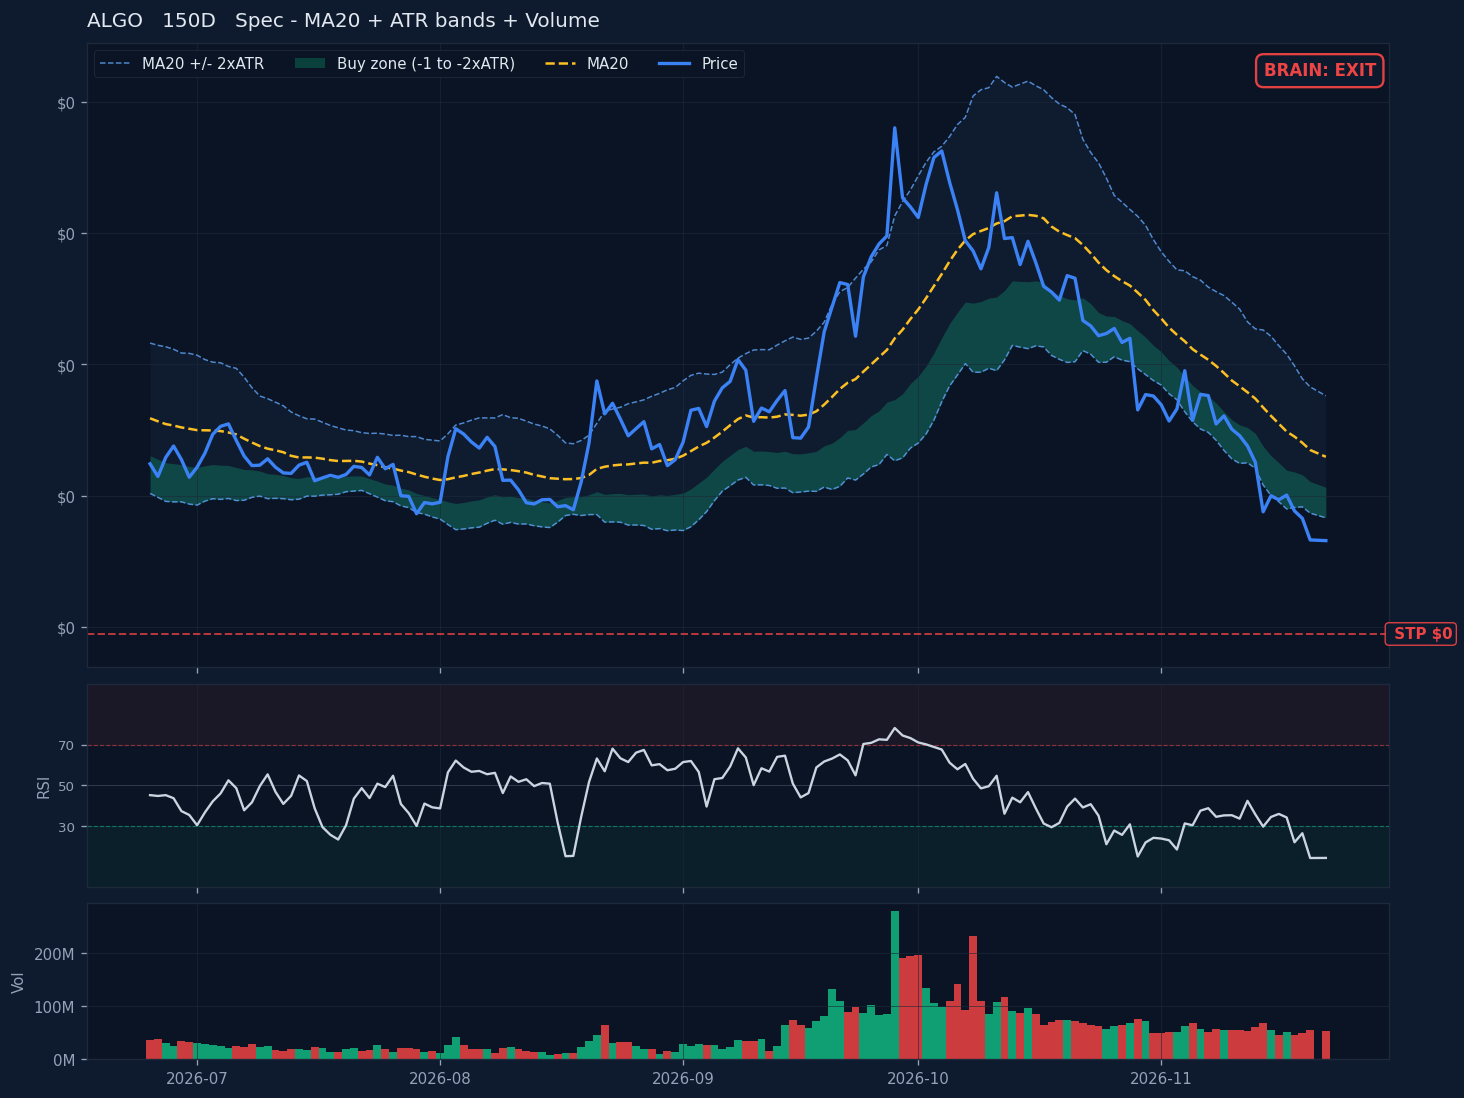 ALGO 150D Spec - MA20 + ATR bands + Volume
MA20 +/- 2xATR Buy zone (-1 to -2xATR) MA20 Price
BRAIN: EXIT
$0
$0
$0
$0
$0
STP $0
70
50
30
RSI
200M
100M
0M
Vol
2026-07 2026-08 2026-09 2026-10 2026-11